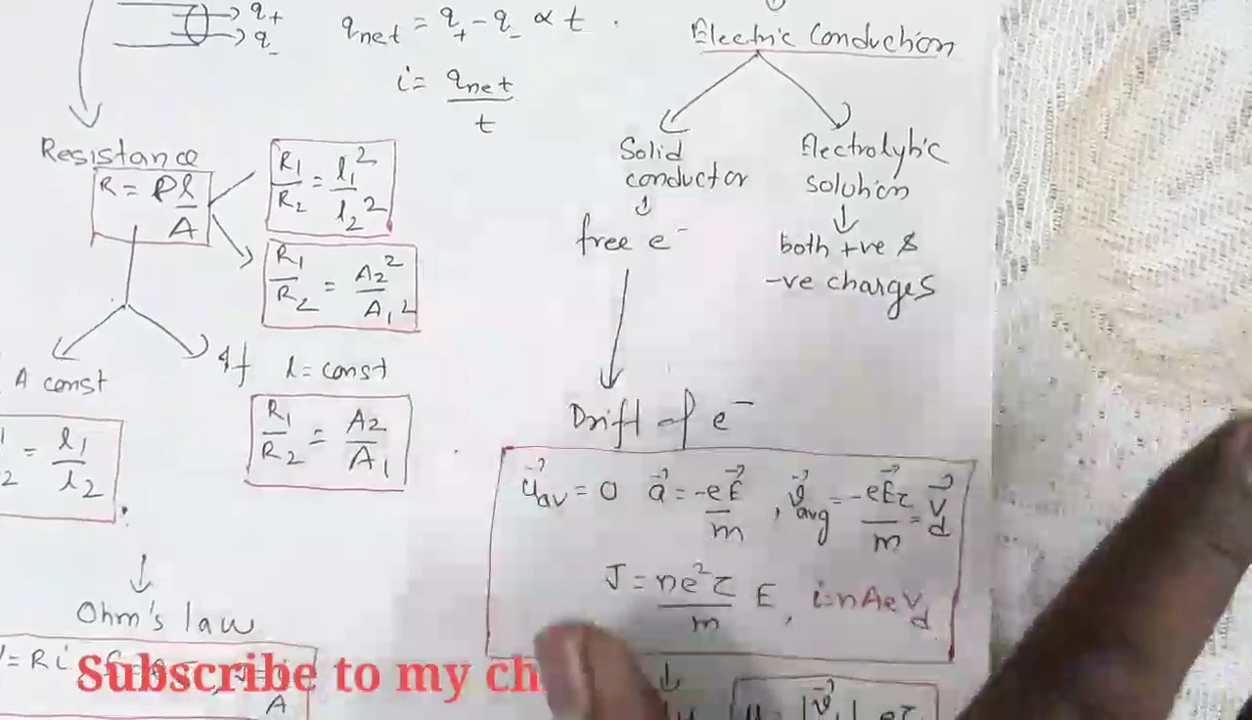 q+
q-
qnet = q+ - q- α t .
i = qnet / t
Electric Conduction
Solid
conductor
free e⁻
Electrolytic
solution
both +ve &
-ve charges
Resistance
R = ρl / A
R1/R2 = l1² / l2²
R1/R2 = A2² / A1²
A const
= l1 / l2
If l = const
R1/R2 = A2 / A1
Ohm's law
= Ri
A
Drift of e⁻
u⃗av = 0 a⃗ = -eE⃗ / m , v⃗avg = -eE⃗τ / m = v⃗d
J = ne²τ / m E , i = nAeVd
Subscribe to my ch